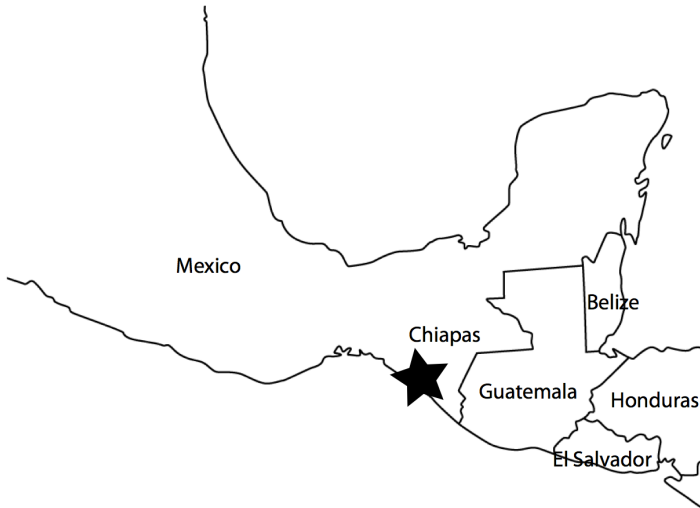 Mexico
Belize
Chiapas
Guatemala
Honduras
El Salvador